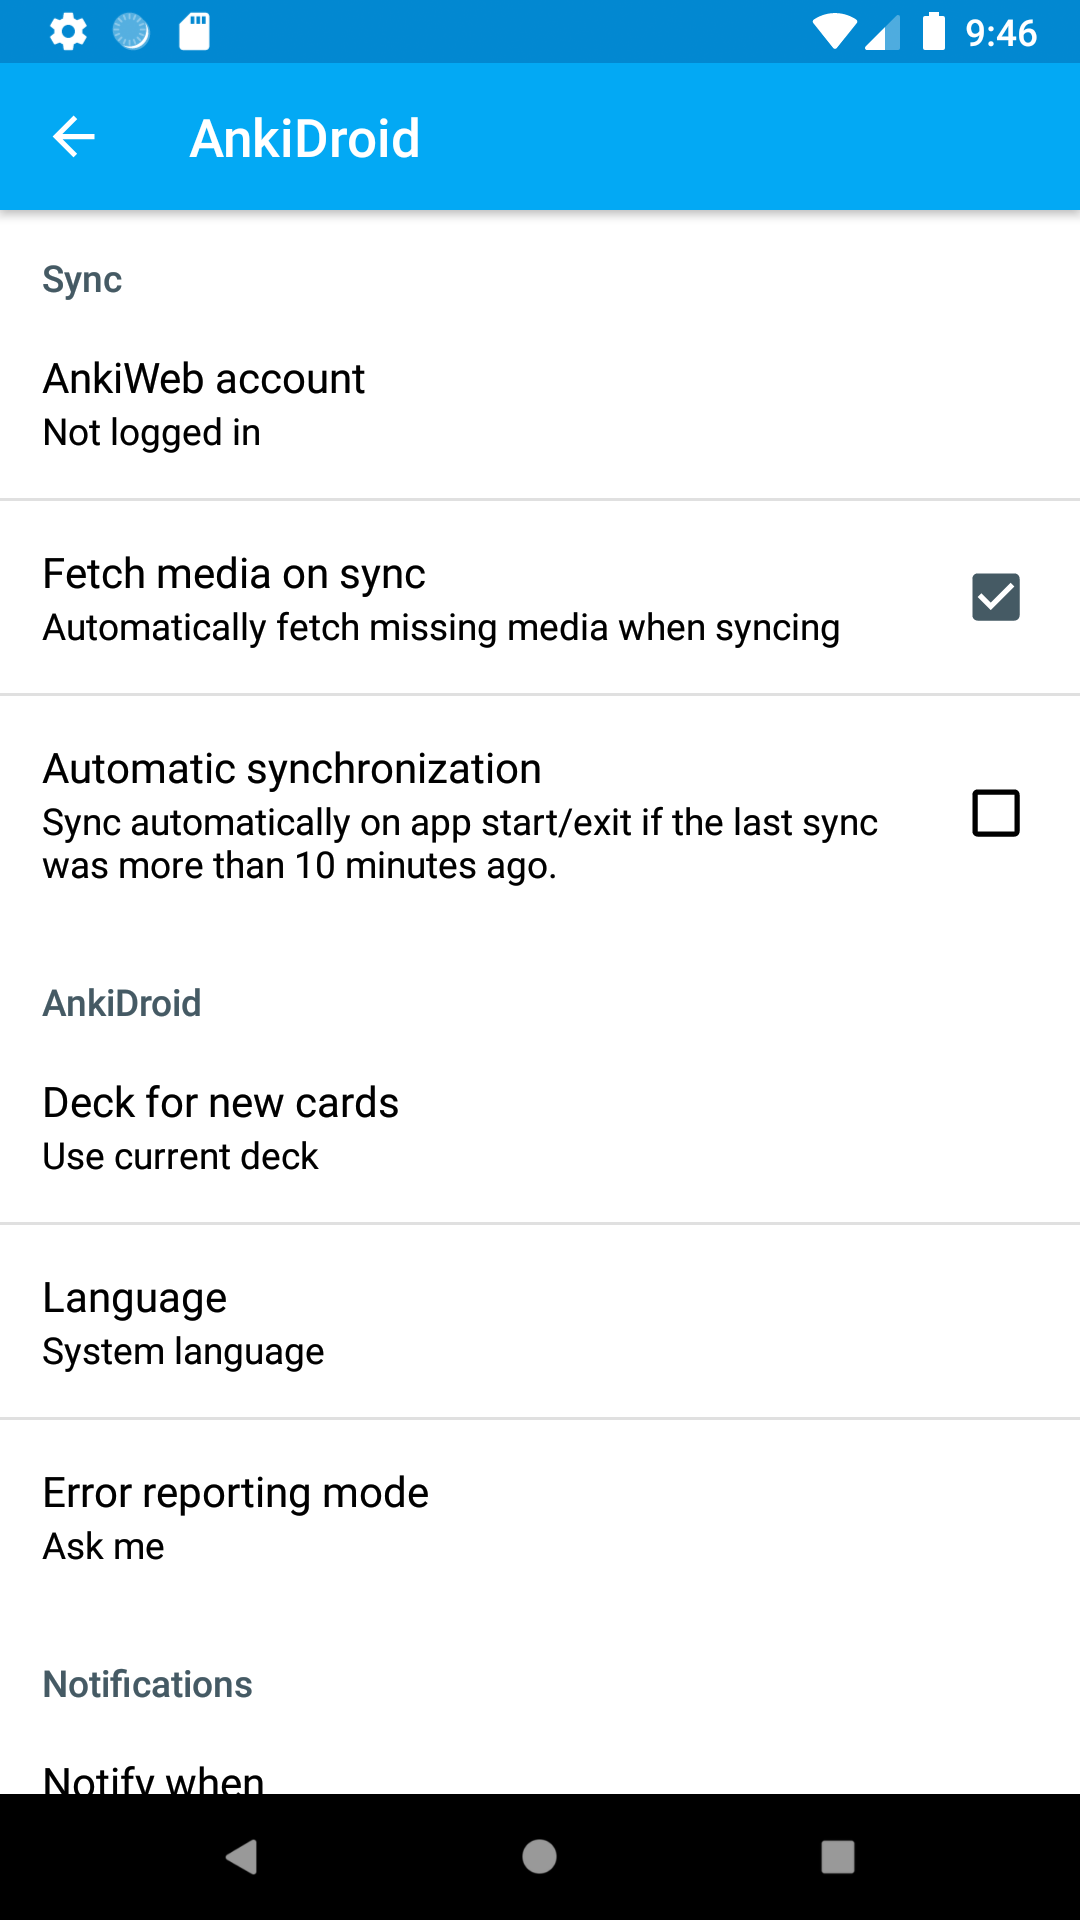 9:46
AnkiDroid
Sync
AnkiWeb account
Not logged in
Fetch media on sync
Automatically fetch missing media when syncing
Automatic synchronization
Sync automatically on app start/exit if the last sync
was more than 10 minutes ago.
AnkiDroid
Deck for new cards
Use current deck
Language
System language
Error reporting mode
Ask me
Notifications
Notify when